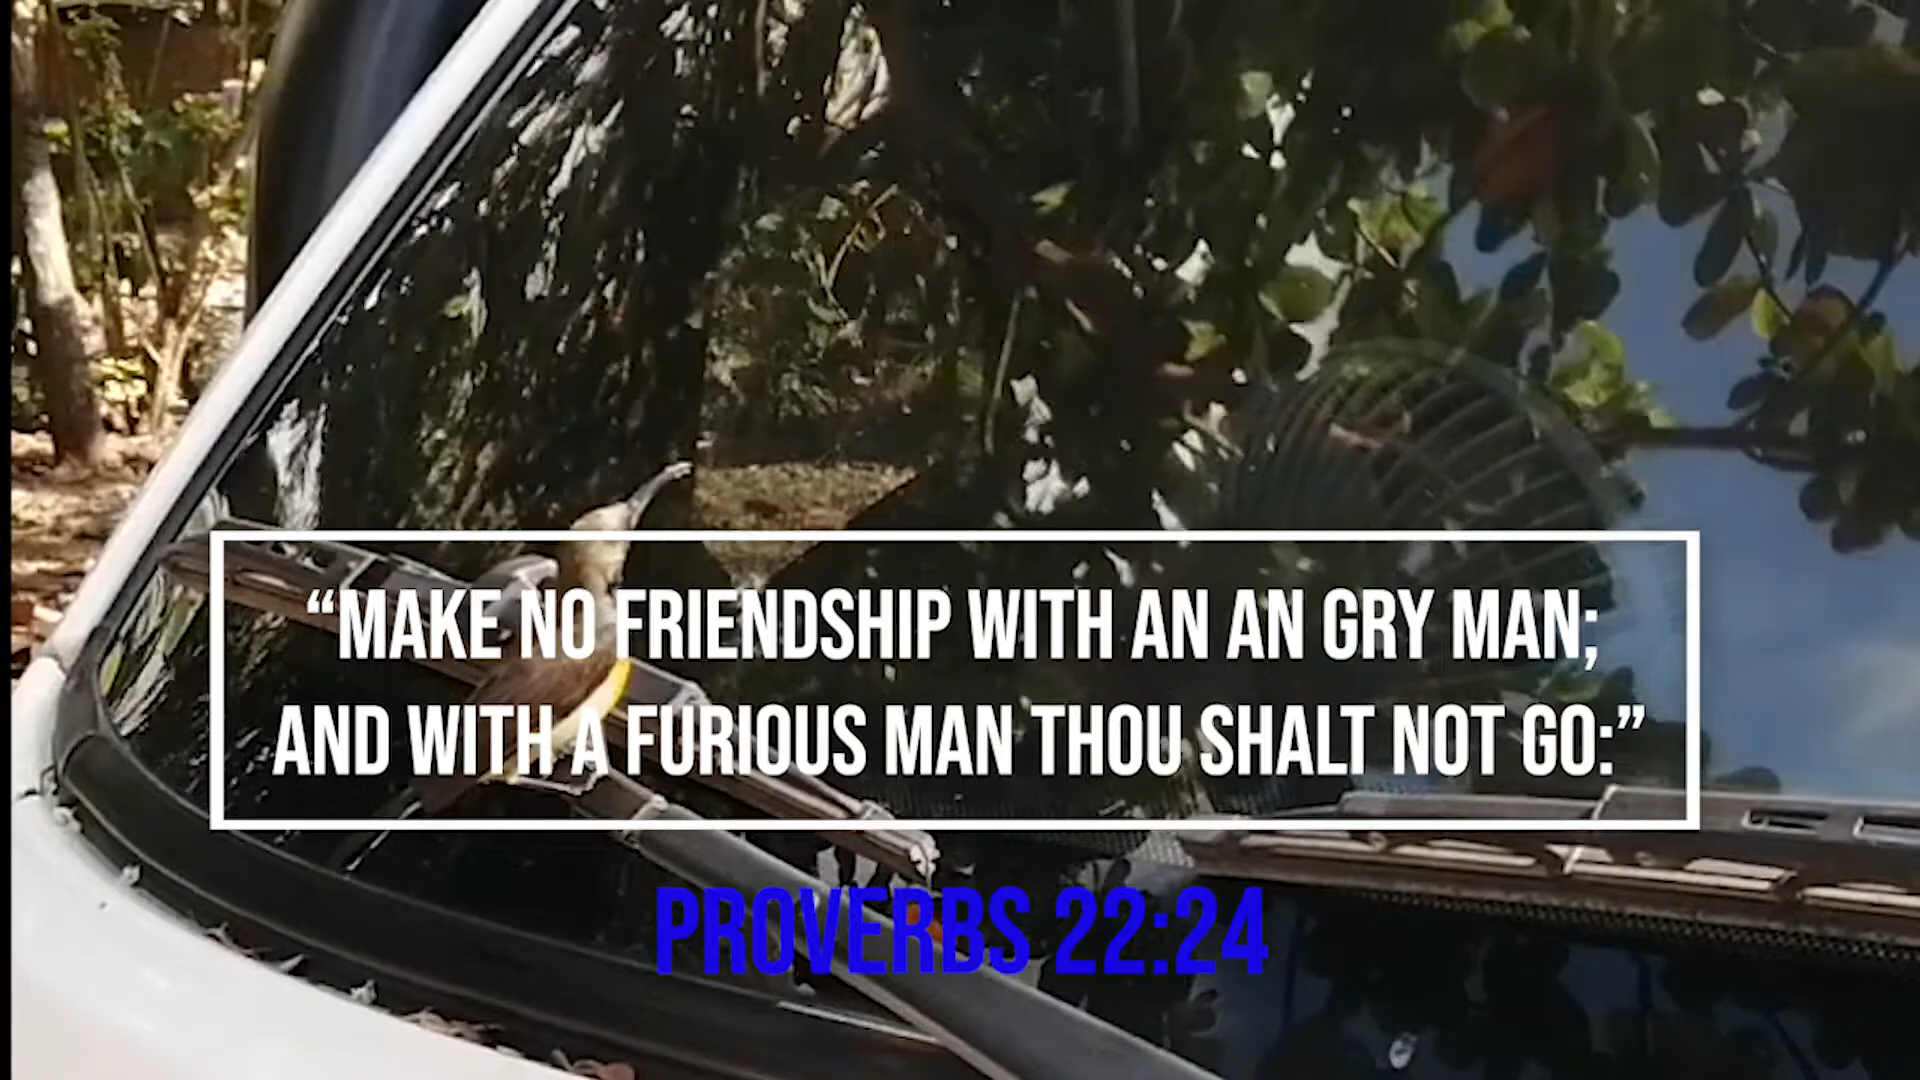 “MAKE NO FRIENDSHIP WITH AN AN GRY MAN;
AND WITH A FURIOUS MAN THOU SHALT NOT GO:”
PROVERBS 22:24